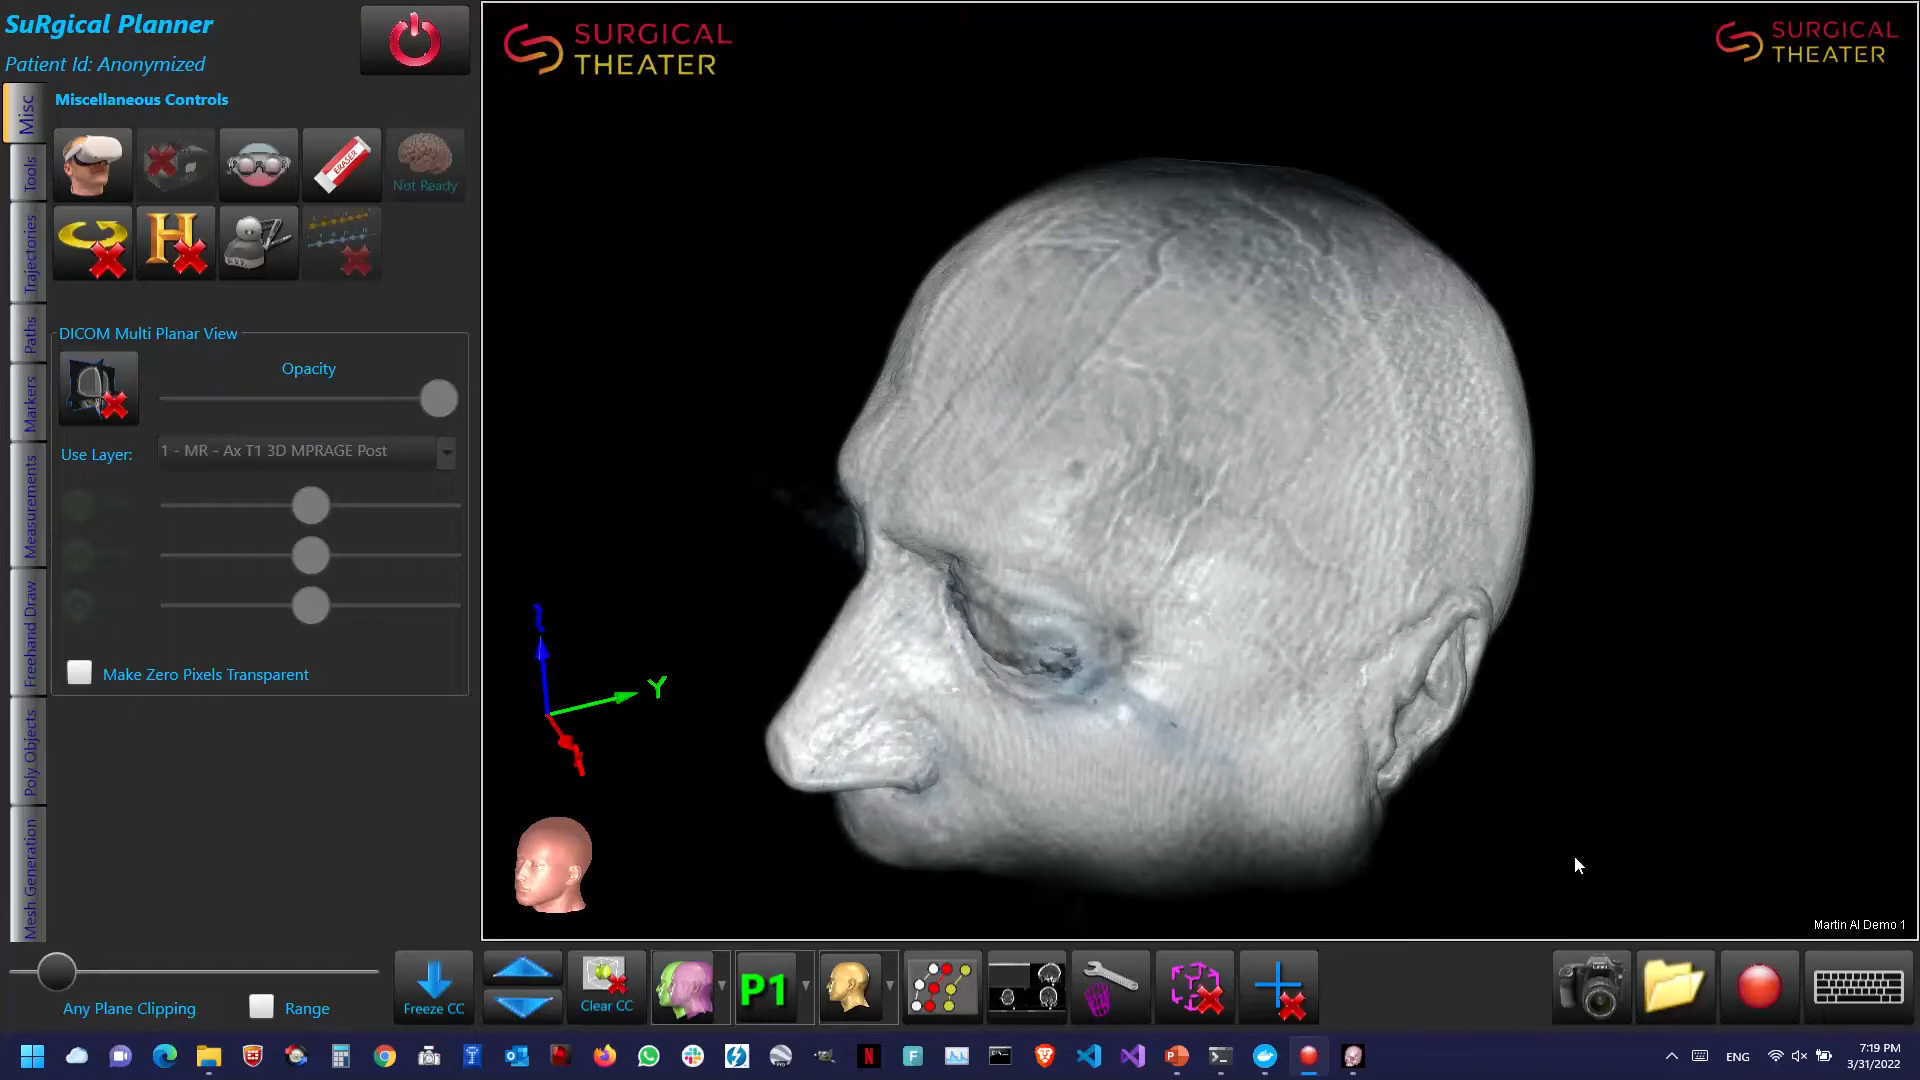 SuRgical Planner
Patient Id: Anonymized
Miscellaneous Controls
Misc
Tools
Trajectories
Paths
Markers
Measurements
Freehand Draw
Poly Objects
Mesh Generation
ERASER
Not Ready
H
DICOM Multi Planar View
Opacity
Use Layer:
1 - MR - Ax T1 3D MPRAGE Post
Make Zero Pixels Transparent
SURGICAL
THEATER
SURGICAL
THEATER
Y
Martin AI Demo 1
Any Plane Clipping
Range
Freeze CC
Clear CC
P1
ENG
7:19 PM
3/31/2022